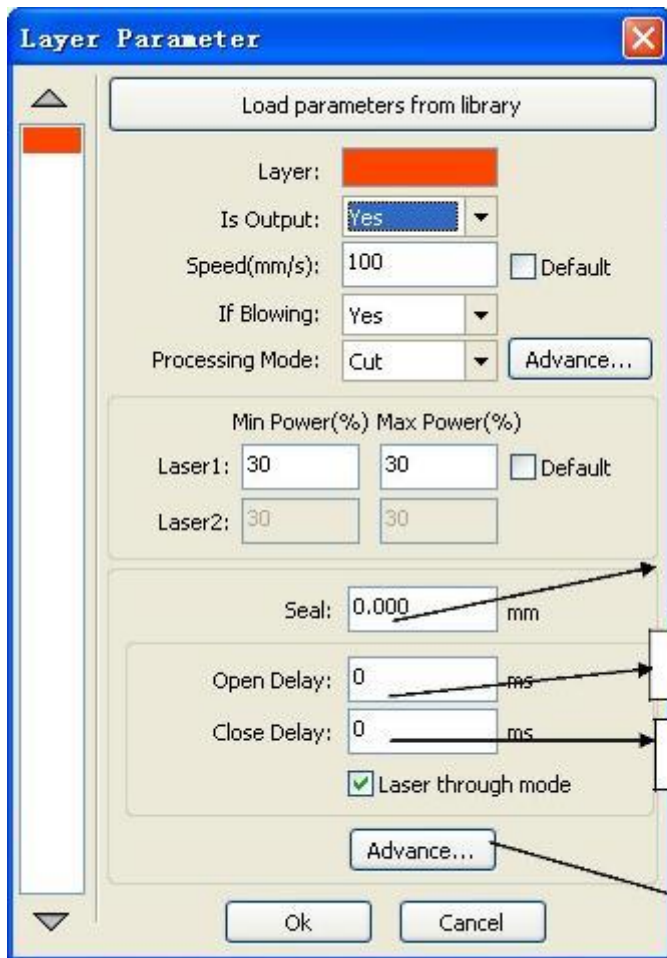 Layer Parameter
Load parameters from library
Layer:
Is Output: Yes
Speed(mm/s): 100 Default
If Blowing: Yes
Processing Mode: Cut Advance...
Min Power(%) Max Power(%)
Laser1: 30 30 Default
Laser2: 30 30
Seal: 0.000 mm
Open Delay: 0 ms
Close Delay: 0 ms
Laser through mode
Advance...
Ok Cancel